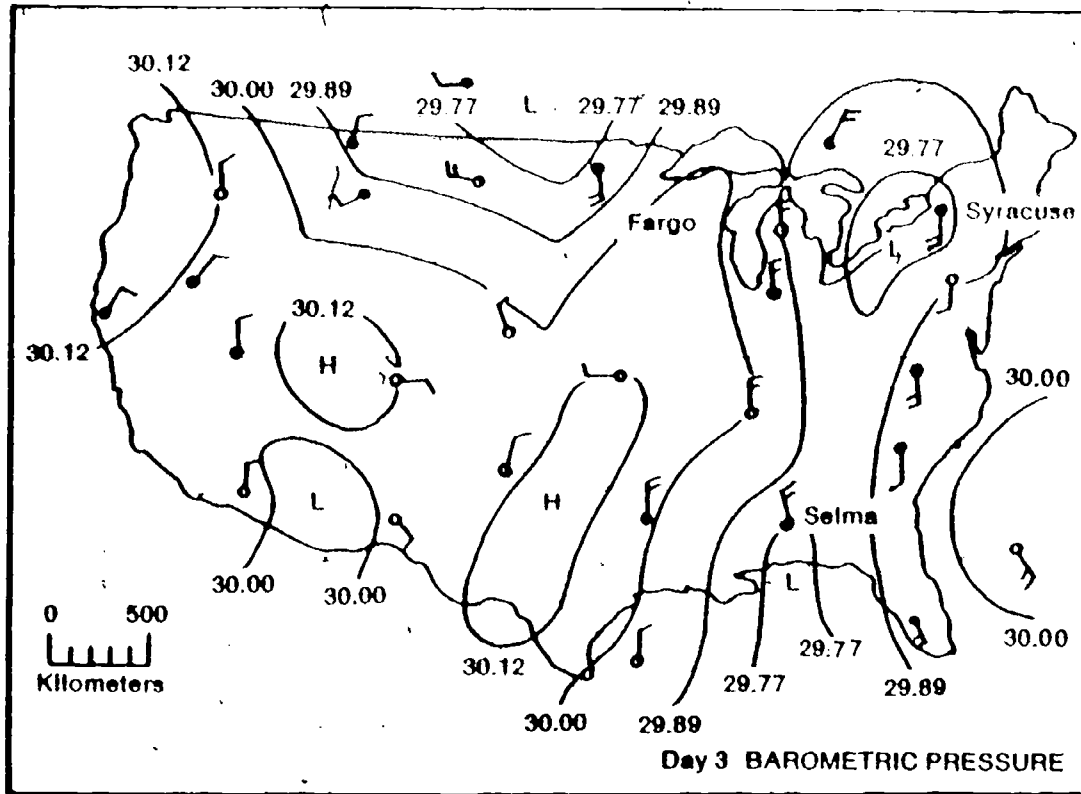 30.12
30.00 29.89
29.77 L 29.77 29.89
29.77
Fargo
Syracuse
L
30.12
30.12
H
30.00
L
H
Selma
30.00
30.00
L
0 500
Kilometers
30.12
30.00
29.89
29.77
29.77
29.89
30.00
Day 3 BAROMETRIC PRESSURE